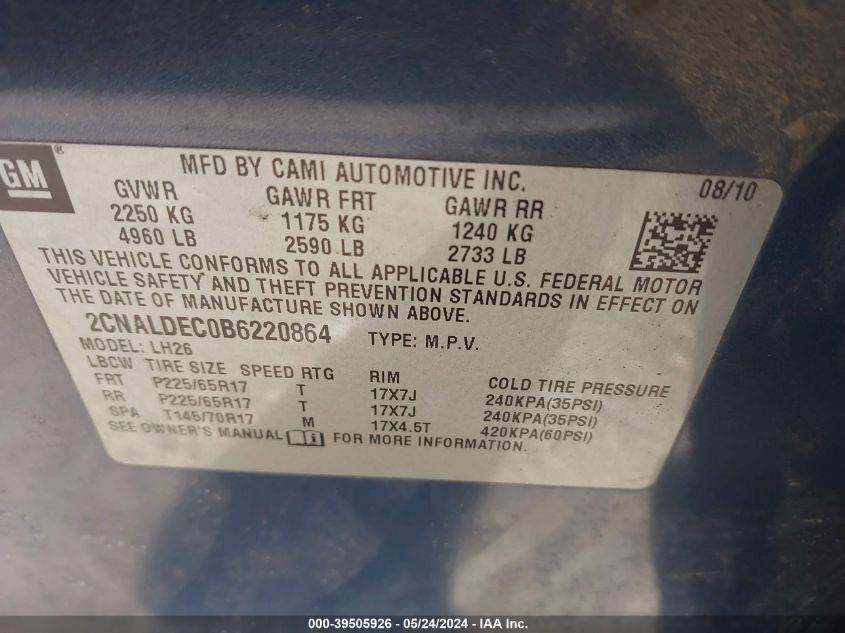 GM®
MFD BY CAMI AUTOMOTIVE INC.
08/10
GVWR GAWR FRT GAWR RR
2250 KG 1175 KG 1240 KG
4960 LB 2590 LB 2733 LB
THIS VEHICLE CONFORMS TO ALL APPLICABLE U.S. FEDERAL MOTOR
VEHICLE SAFETY AND THEFT PREVENTION STANDARDS IN EFFECT ON
THE DATE OF MANUFACTURE SHOWN ABOVE.
2CNALDEC0B6220864 TYPE: M.P.V.
MODEL: LH26
LBCW TIRE SIZE SPEED RTG RIM COLD TIRE PRESSURE
FRT P225/65R17 T 17X7J 240KPA(35PSI)
RR P225/65R17 T 17X7J 240KPA(35PSI)
SPA T145/70R17 M 17X4.5T 420KPA(60PSI)
SEE OWNER'S MANUAL FOR MORE INFORMATION.
000-39505926 / 05/24/2024 - IAA Inc.